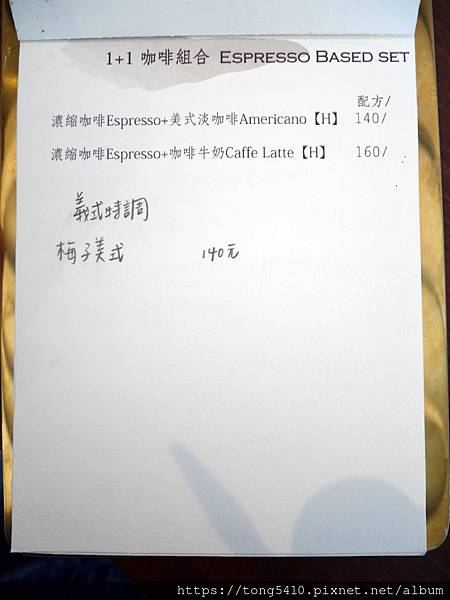 1+1 咖啡組合 ESPRESSO BASED SET
配方/
濃缩咖啡Espresso+美式淡咖啡Americano【H】 140/
濃缩咖啡Espresso+咖啡牛奶Caffe Latte【H】 160/
義式特調
梅子美式 140元
https://tong5410.pixnet.net/album